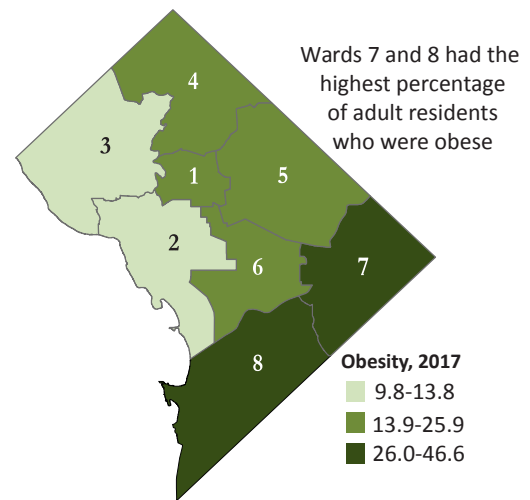 Wards 7 and 8 had the
highest percentage
of adult residents
who were obese
4
3
1
5
2
6
7
8
Obesity, 2017
9.8-13.8
13.9-25.9
26.0-46.6